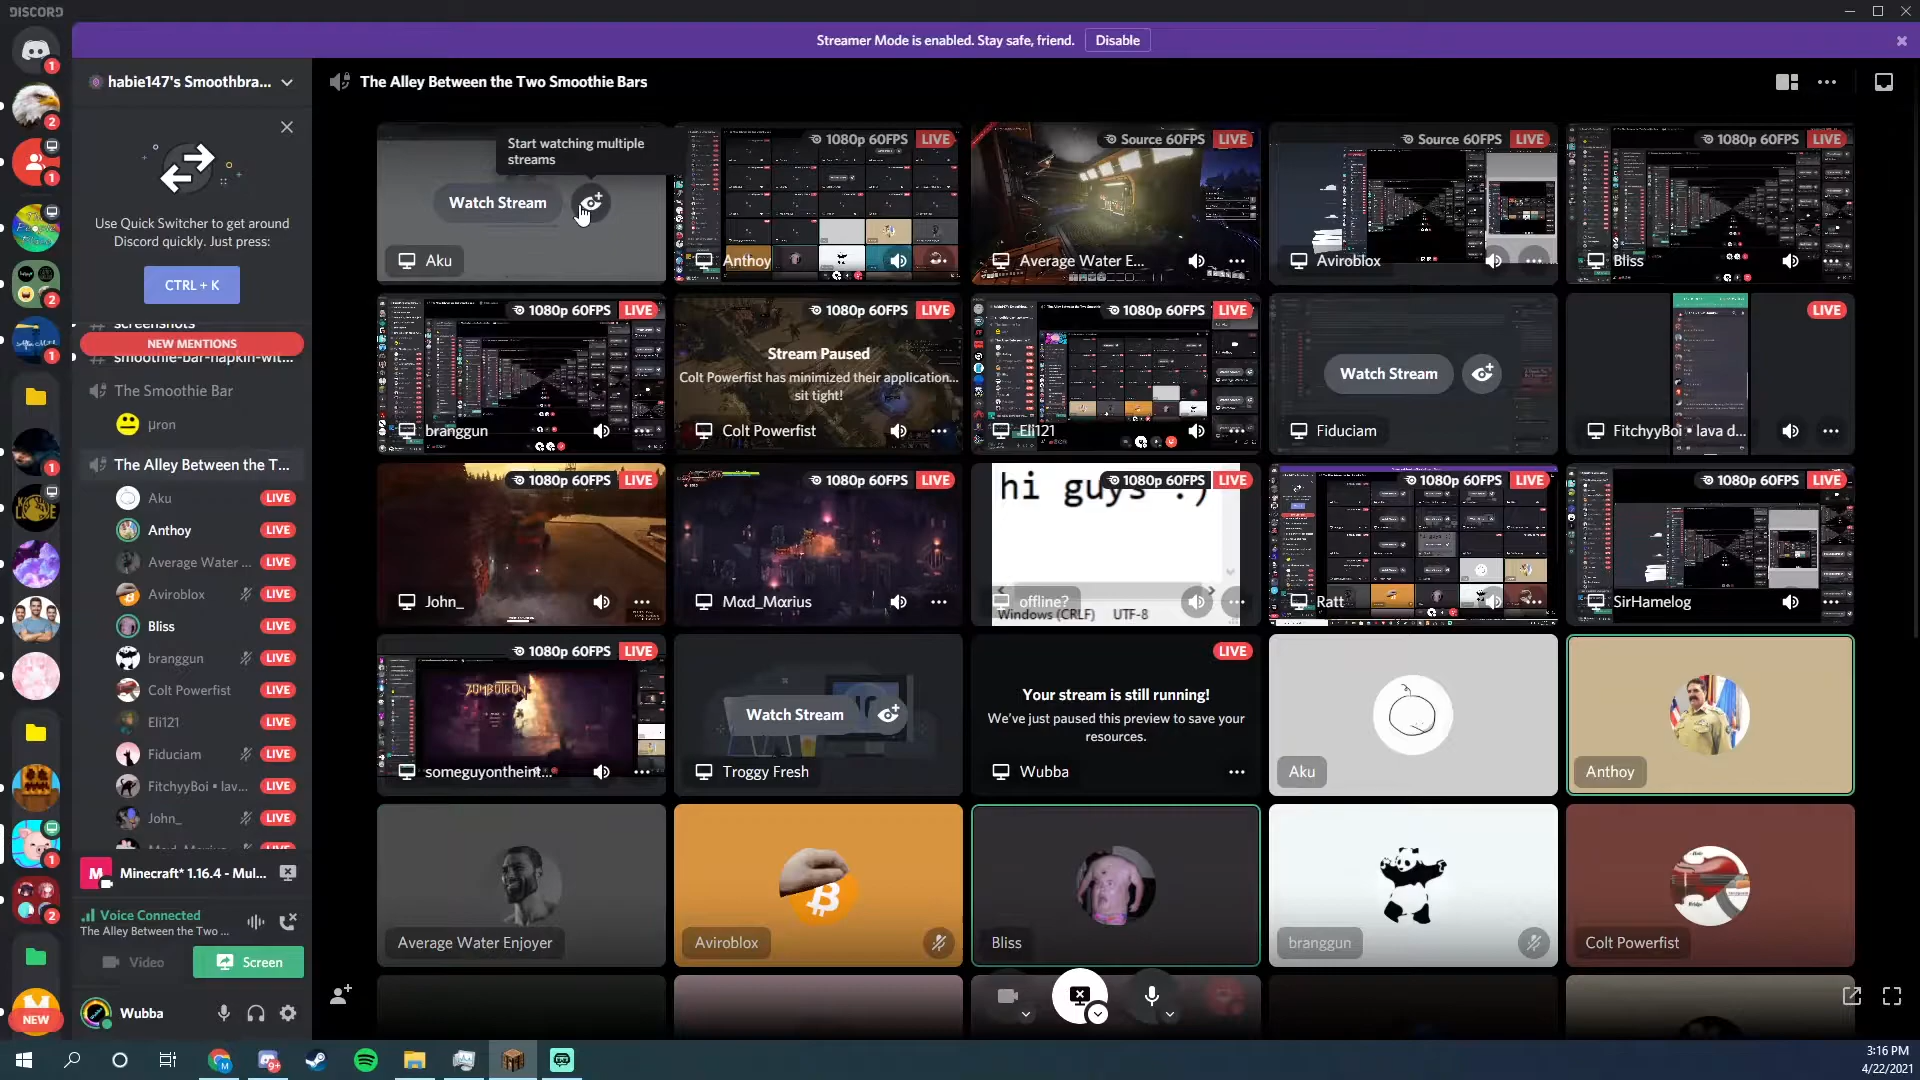 DISCORD
Streamer Mode is enabled. Stay safe, friend.
Disable
habie147's Smoothbra...
The Alley Between the Two Smoothie Bars
Use Quick Switcher to get around
Discord quickly. Just press:
CTRL + K
screenshots
NEW MENTIONS
smoothie-bar-napkin-wit...
The Smoothie Bar
μron
The Alley Between the T...
Aku LIVE
Anthoy LIVE
Average Water ... LIVE
Aviroblox LIVE
Bliss LIVE
branggun LIVE
Colt Powerfist LIVE
Eli121 LIVE
Fiduciam LIVE
FitchyyBoi • lav... LIVE
John_ LIVE
Minecraft* 1.16.4 - Mul...
Voice Connected
The Alley Between the Two ...
Video
Screen
Wubba
NEW
Start watching multiple
streams
Watch Stream
Aku
1080p 60FPS LIVE
Anthoy
Source 60FPS LIVE
Average Water E...
Source 60FPS LIVE
Aviroblox
1080p 60FPS LIVE
Bliss
1080p 60FPS LIVE
branggun
1080p 60FPS LIVE
Stream Paused
Colt Powerfist has minimized their application...
sit tight!
Colt Powerfist
1080p 60FPS LIVE
Eli121
Watch Stream
Fiduciam
LIVE
FitchyyBoi • lava d...
1080p 60FPS LIVE
John_
1080p 60FPS LIVE
Mαd_Mαrius
hi guys :)
1080p 60FPS LIVE
offline?
Windows (CRLF) UTF-8
1080p 60FPS LIVE
Ratt
1080p 60FPS LIVE
SirHamelog
1080p 60FPS LIVE
ZOMBOTRON
someguyontheint...
Watch Stream
Troggy Fresh
LIVE
Your stream is still running!
We've just paused this preview to save your
resources.
Wubba
Aku
Anthoy
Average Water Enjoyer
Aviroblox
Bliss
branggun
Colt Powerfist
3:16 PM
4/22/2021